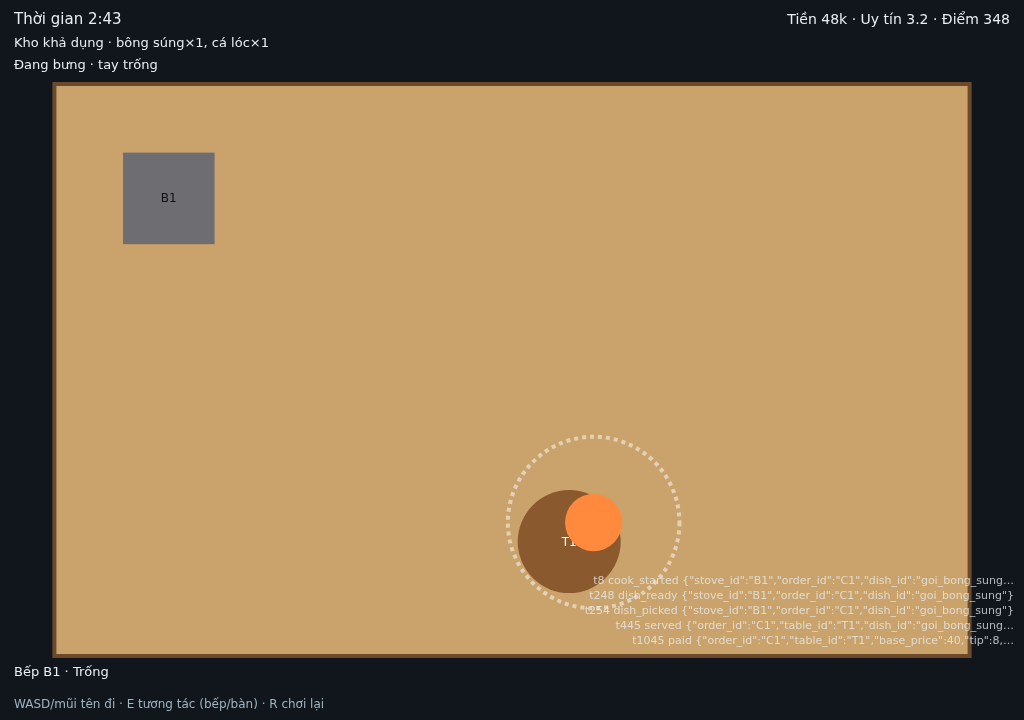 Thời gian 2:43
Tiền 48k · Uy tín 3.2 · Điểm 348
Kho khả dụng · bông súng×1, cá lóc×1
Đang bưng · tay trống
B1
T1
t8 cook_started {"stove_id":"B1","order_id":"C1","dish_id":"goi_bong_sung...
t248 dish_ready {"stove_id":"B1","order_id":"C1","dish_id":"goi_bong_sung"}
t254 dish_picked {"stove_id":"B1","order_id":"C1","dish_id":"goi_bong_sung"}
t445 served {"order_id":"C1","table_id":"T1","dish_id":"goi_bong_sung...
t1045 paid {"order_id":"C1","table_id":"T1","base_price":40,"tip":8,...
Bếp B1 · Trống
WASD/mũi tên đi · E tương tác (bếp/bàn) · R chơi lại